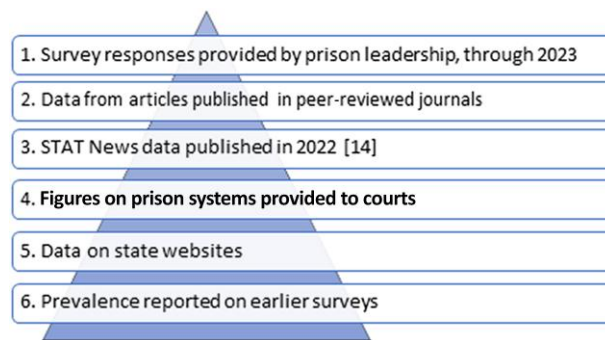 1. Survey responses provided by prison leadership, through 2023
2. Data from articles published in peer-reviewed journals
3. STAT News data published in 2022 [14]
4. Figures on prison systems provided to courts
5. Data on state websites
6. Prevalence reported on earlier surveys